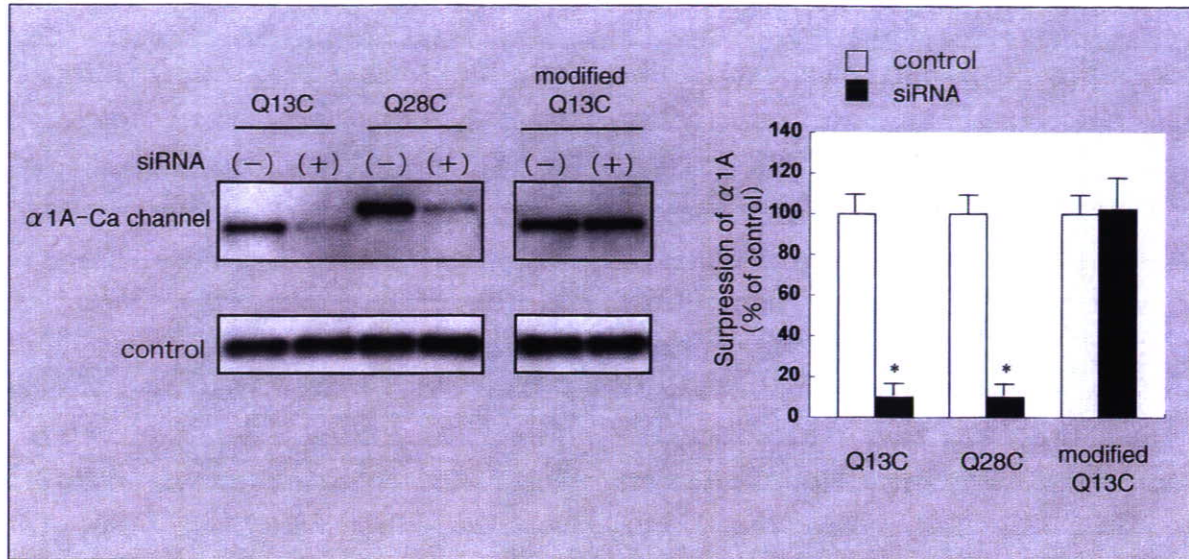 Q13C Q28C modified
Q13C
siRNA (−) (+) (−) (+) (−) (+)
α1A-Ca channel
control
control
siRNA
Surpression of α1A
(% of control)
140
120
100
80
60
40
20
0
* *
Q13C Q28C modified
Q13C